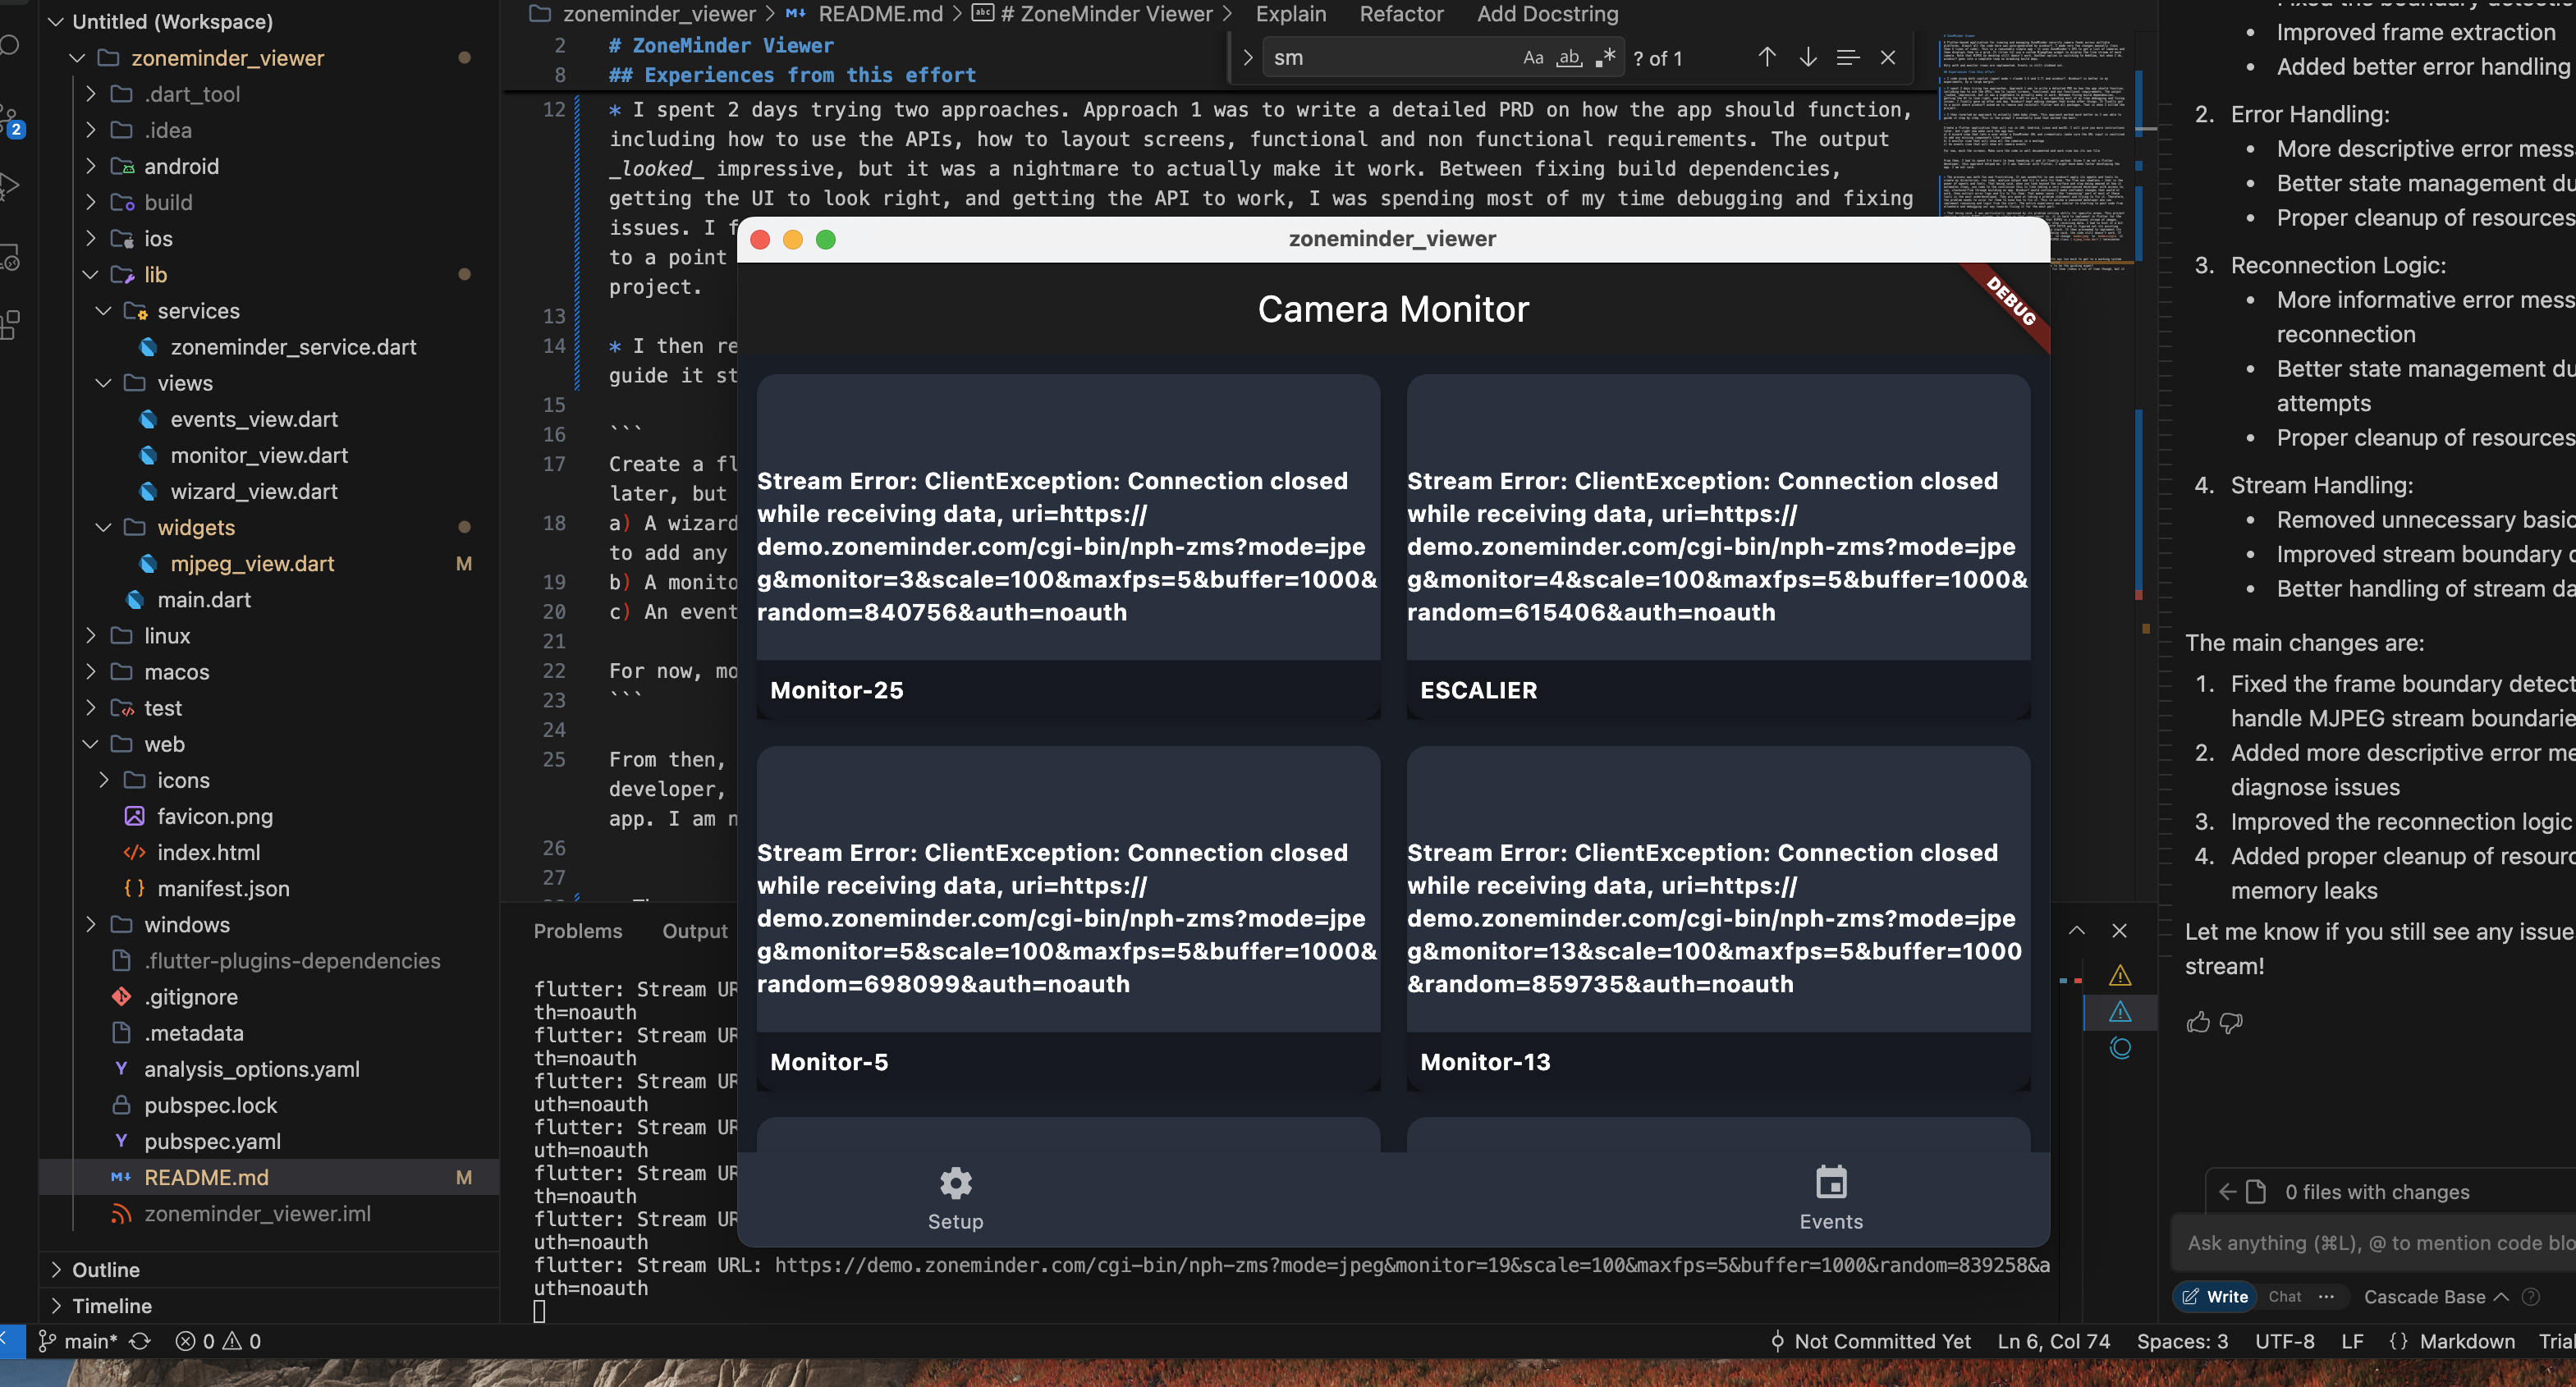 Untitled (Workspace)
zoneminder_viewer
.dart_tool
.idea
android
build
ios
lib
services
zoneminder_service.dart
views
events_view.dart
monitor_view.dart
wizard_view.dart
widgets
mjpeg_view.dart M
main.dart
linux
macos
test
web
icons
favicon.png
index.html
manifest.json
windows
.flutter-plugins-dependencies
.gitignore
.metadata
analysis_options.yaml
pubspec.lock
pubspec.yaml
README.md M
zoneminder_viewer.iml
Outline
Timeline
2
zoneminder_viewer > README.md > # ZoneMinder Viewer > Explain Refactor Add Docstring
2 # ZoneMinder Viewer
8 ## Experiences from this effort
sm Aa ab ? of 1
12 * I spent 2 days trying two approaches. Approach 1 was to write a detailed PRD on how the app should function,
including how to use the APIs, how to layout screens, functional and non functional requirements. The output
_looked_ impressive, but it was a nightmare to actually make it work. Between fixing build dependencies,
getting the UI to look right, and getting the API to work, I was spending most of my time debugging and fixing
issues. I f
to a point
project.
13
14 * I then re
guide it st
15
16 ```
17 Create a fl
later, but
18 a) A wizard
to add any
19 b) A monito
20 c) An event
21
22 For now, mo
23 ```
24
25 From then,
developer,
app. I am n
26
27
zoneminder_viewer
Camera Monitor
DEBUG
Stream Error: ClientException: Connection closed
while receiving data, uri=https://
demo.zoneminder.com/cgi-bin/nph-zms?mode=jpe
g&monitor=3&scale=100&maxfps=5&buffer=1000&
random=840756&auth=noauth
Monitor-25
Stream Error: ClientException: Connection closed
while receiving data, uri=https://
demo.zoneminder.com/cgi-bin/nph-zms?mode=jpe
g&monitor=4&scale=100&maxfps=5&buffer=1000&
random=615406&auth=noauth
ESCALIER
Stream Error: ClientException: Connection closed
while receiving data, uri=https://
demo.zoneminder.com/cgi-bin/nph-zms?mode=jpe
g&monitor=5&scale=100&maxfps=5&buffer=1000&
random=698099&auth=noauth
Monitor-5
Stream Error: ClientException: Connection closed
while receiving data, uri=https://
demo.zoneminder.com/cgi-bin/nph-zms?mode=jpe
g&monitor=13&scale=100&maxfps=5&buffer=1000
&random=859735&auth=noauth
Monitor-13
Setup
Events
Problems Output
flutter: Stream UR
th=noauth
flutter: Stream UR
th=noauth
flutter: Stream UR
uth=noauth
flutter: Stream UR
uth=noauth
flutter: Stream UR
th=noauth
flutter: Stream UR
uth=noauth
flutter: Stream URL: https://demo.zoneminder.com/cgi-bin/nph-zms?mode=jpeg&monitor=19&scale=100&maxfps=5&buffer=1000&random=839258&a
uth=noauth
• Improved frame extraction
• Added better error handling
2. Error Handling:
• More descriptive error mess
• Better state management du
• Proper cleanup of resources
3. Reconnection Logic:
• More informative error mess
reconnection
• Better state management du
attempts
• Proper cleanup of resources
4. Stream Handling:
• Removed unnecessary basic
• Improved stream boundary
• Better handling of stream da
The main changes are:
1. Fixed the frame boundary detect
handle MJPEG stream boundarie
2. Added more descriptive error me
diagnose issues
3. Improved the reconnection logic
4. Added proper cleanup of resourc
memory leaks
Let me know if you still see any issue
stream!
0 files with changes
Ask anything (⌘L), @ to mention code blo
Write Chat ··· Cascade Base
main* 0 0
Not Committed Yet Ln 6, Col 74 Spaces: 3 UTF-8 LF {} Markdown Trial